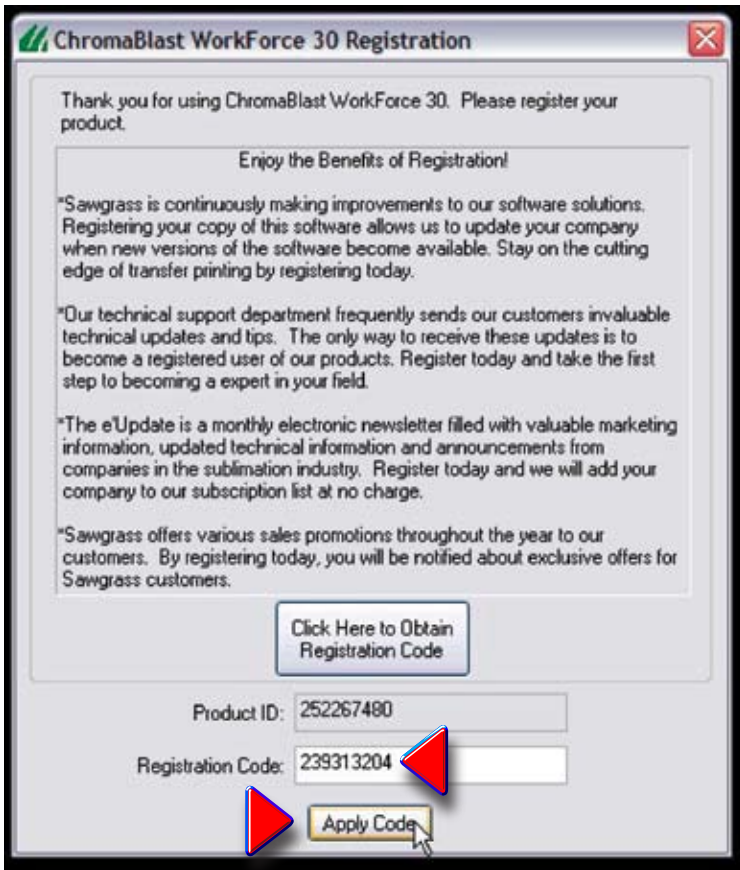 ChromaBlast WorkForce 30 Registration
Thank you for using ChromaBlast WorkForce 30.  Please register your
product.
Enjoy the Benefits of Registration!
*Sawgrass is continuously making improvements to our software solutions.
Registering your copy of this software allows us to update your company
when new versions of the software become available. Stay on the cutting
edge of transfer printing by registering today.
*Our technical support department frequently sends our customers invaluable
technical updates and tips.  The only way to receive these updates is to
become a registered user of our products. Register today and take the first
step to becoming a expert in your field.
*The e'Update is a monthly electronic newsletter filled with valuable marketing
information, updated technical information and announcements from
companies in the sublimation industry.  Register today and we will add your
company to our subscription list at no charge.
*Sawgrass offers various sales promotions throughout the year to our
customers.  By registering today, you will be notified about exclusive offers for
Sawgrass customers.
Click Here to Obtain
Registration Code
Product ID: 252267480
Registration Code: 239313204
Apply Code